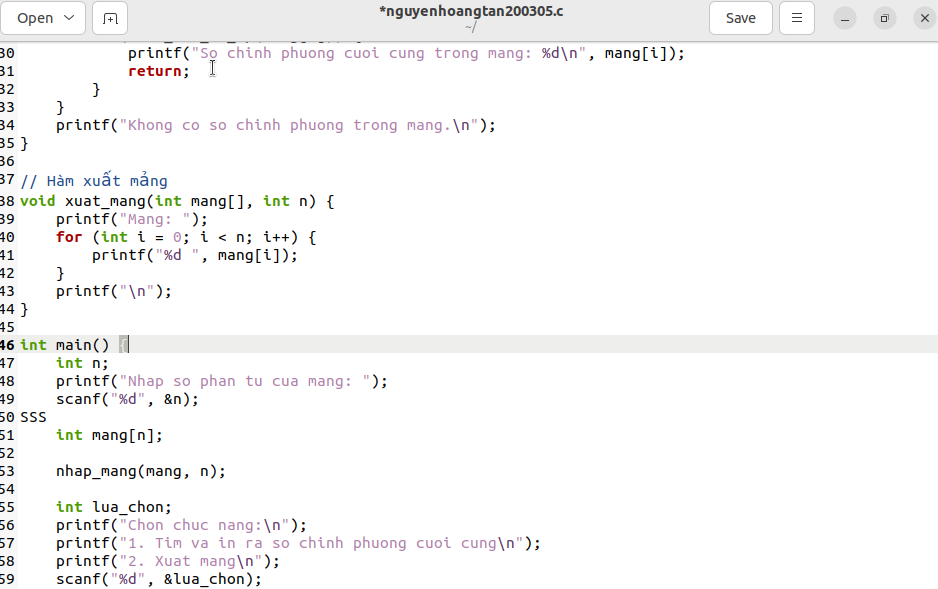 Open
*nguyenhoangtan200305.c
~/
Save
30 printf("So chinh phuong cuoi cung trong mang: %d\n", mang[i]);
31 return;
32 }
33 }
34 printf("Khong co so chinh phuong trong mang.\n");
35 }
36
37 // Hàm xuất mảng
38 void xuat_mang(int mang[], int n) {
39 printf("Mang: ");
40 for (int i = 0; i < n; i++) {
41 printf("%d ", mang[i]);
42 }
43 printf("\n");
44 }
45
46 int main() {
47 int n;
48 printf("Nhap so phan tu cua mang: ");
49 scanf("%d", &n);
50 SSS
51 int mang[n];
52
53 nhap_mang(mang, n);
54
55 int lua_chon;
56 printf("Chon chuc nang:\n");
57 printf("1. Tim va in ra so chinh phuong cuoi cung\n");
58 printf("2. Xuat mang\n");
59 scanf("%d", &lua_chon);